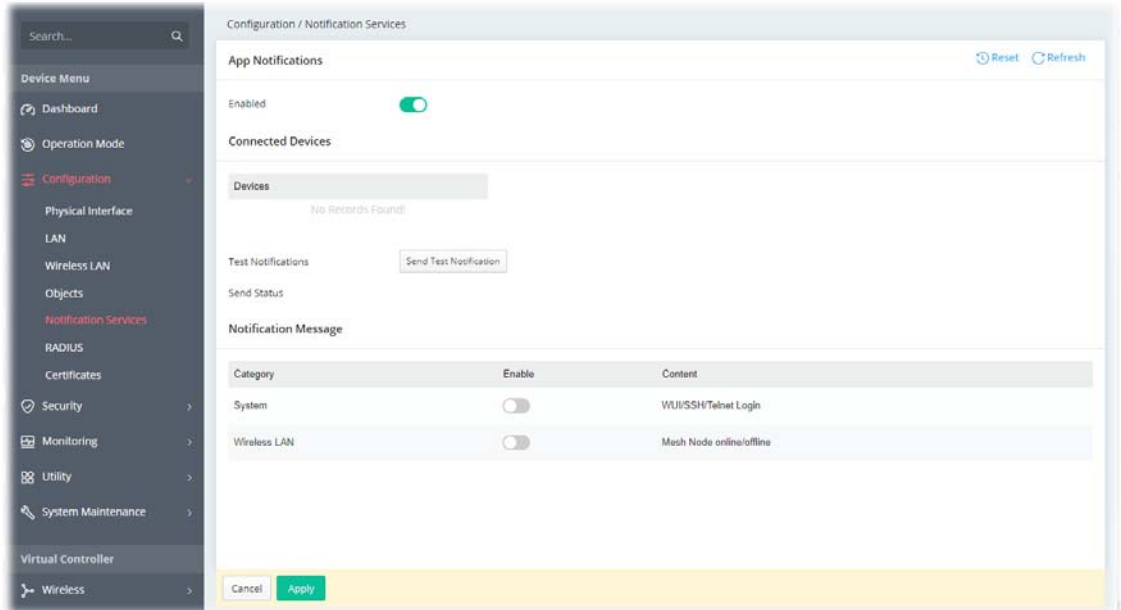 Search...
Device Menu
Dashboard
Operation Mode
Configuration
Physical Interface
LAN
Wireless LAN
Objects
Notification Services
RADIUS
Certificates
Security
Monitoring
Utility
System Maintenance
Virtual Controller
Wireless
Configuration / Notification Services
App Notifications
Reset Refresh
Enabled
Connected Devices
Devices
No Records Found!
Test Notifications Send Test Notification
Send Status
Notification Message
Category Enable Content
System WUI/SSH/Telnet Login
Wireless LAN Mesh Node online/offline
Cancel Apply